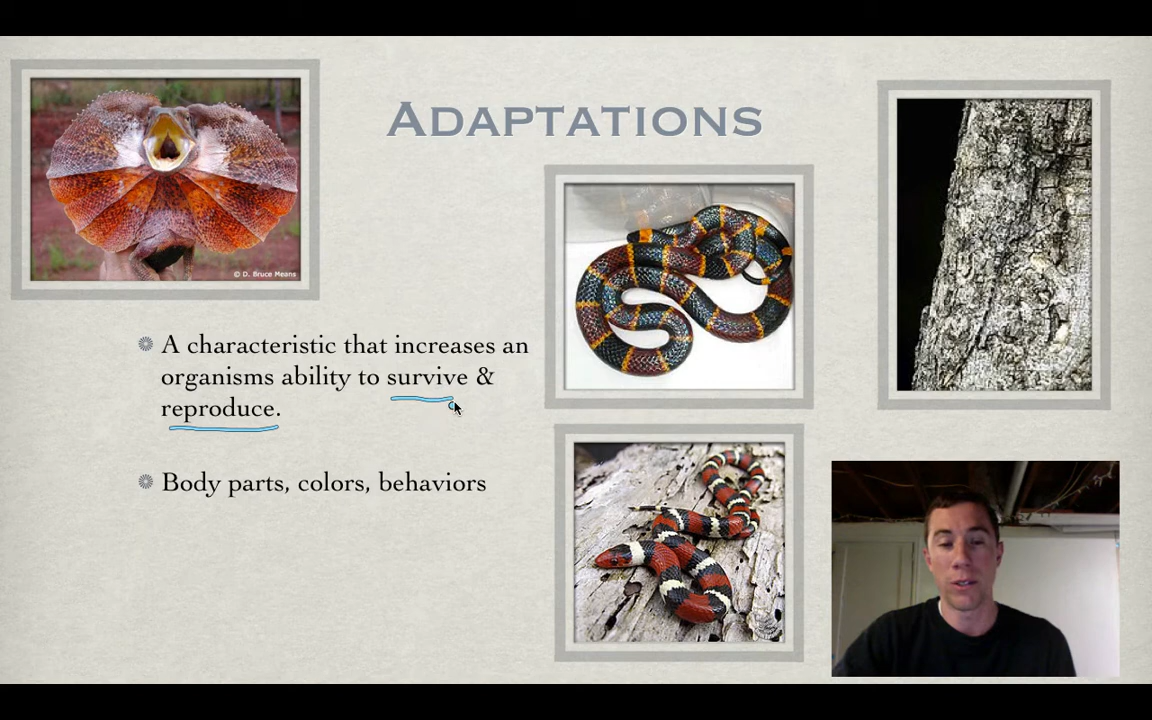 ADAPTATIONS
© D. Bruce Means
A characteristic that increases an
organisms ability to survive &
reproduce.
Body parts, colors, behaviors